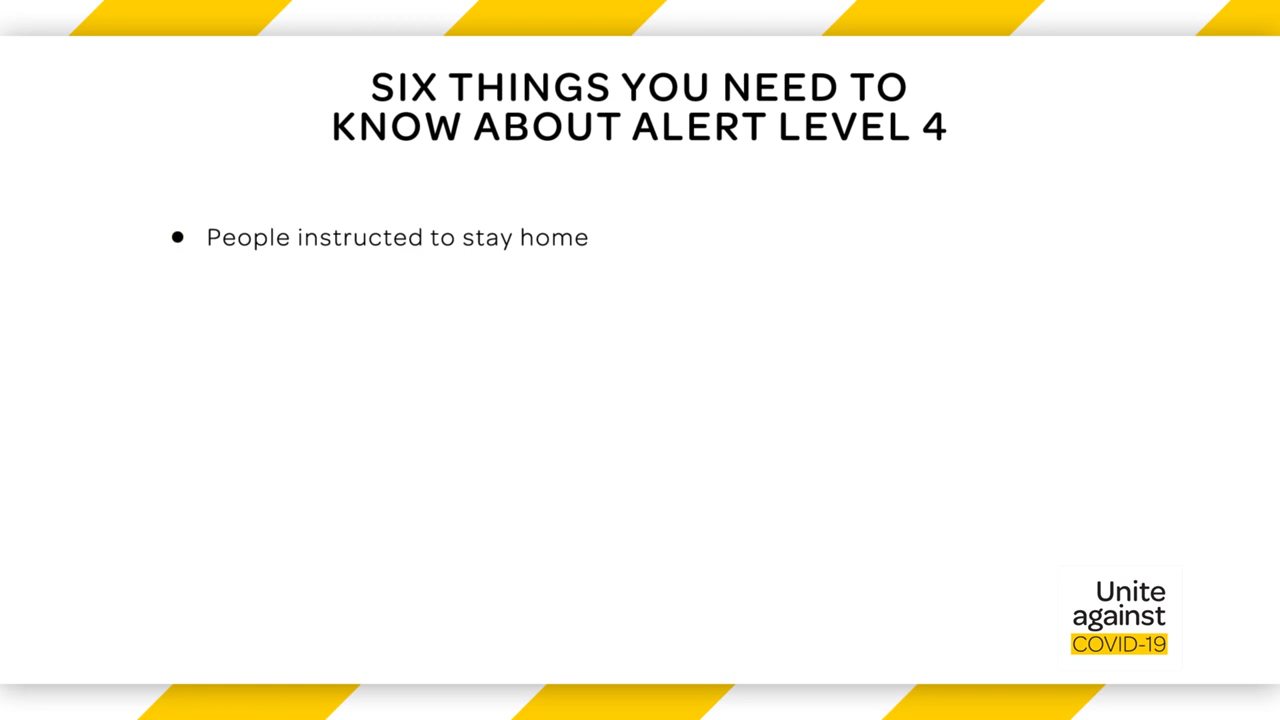 SIX THINGS YOU NEED TO
KNOW ABOUT ALERT LEVEL 4
● People instructed to stay home
Unite
against
COVID-19